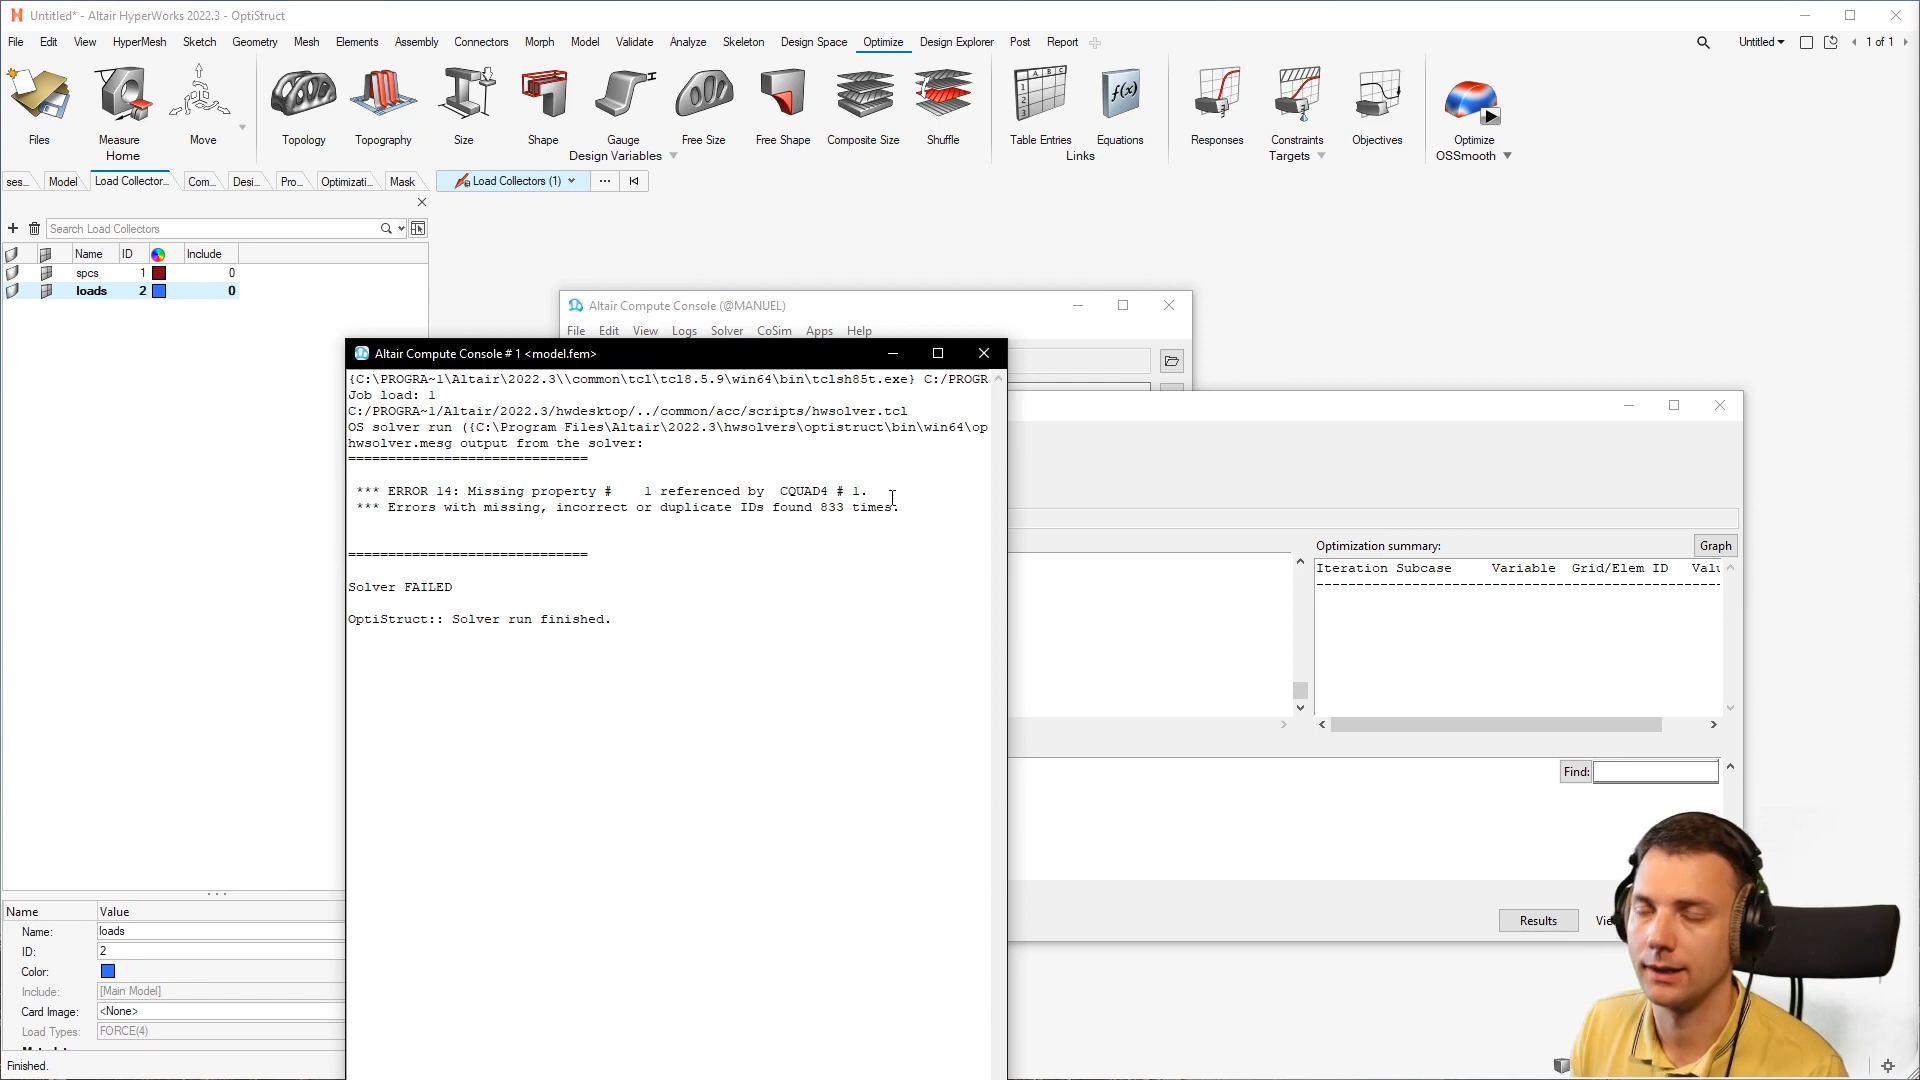 Untitled* - Altair HyperWorks 2022.3 - OptiStruct
File Edit View HyperMesh Sketch Geometry Mesh Elements Assembly Connectors Morph Model Validate Analyze Skeleton Design Space Optimize Design Explorer Post Report Untitled 1 of 1
Files Measure Move Topology Topography Size Shape Gauge Free Size Free Shape Composite Size Shuffle Table Entries Equations Responses Constraints Objectives Optimize
Home Design Variables Links Targets OSSmooth
ses... Model Load Collector... Com... Desi... Pro... Optimizati... Mask Load Collectors (1)
Search Load Collectors
Name ID Include
spcs 1 0
loads 2 0
Altair Compute Console (@MANUEL)
File Edit View Logs Solver CoSim Apps Help
Altair Compute Console # 1 <model.fem>
{C:\PROGRA~1\Altair\2022.3\\common\tcl\tcl8.5.9\win64\bin\tclsh85t.exe} C:/PROGR
Job load: 1
C:/PROGRA~1/Altair/2022.3/hwdesktop/../common/acc/scripts/hwsolver.tcl
OS solver run ({C:\Program Files\Altair\2022.3\hwsolvers\optistruct\bin\win64\op
hwsolver.mesg output from the solver:
==============================
*** ERROR 14: Missing property # 1 referenced by CQUAD4 # 1.
*** Errors with missing, incorrect or duplicate IDs found 833 times.
==============================
Solver FAILED
OptiStruct:: Solver run finished.
Optimization summary: Graph
Iteration Subcase Variable Grid/Elem ID Valu
Find:
Results Vie
Name Value
Name: loads
ID: 2
Color:
Include: [Main Model]
Card Image: <None>
Load Types: FORCE(4)
Finished.